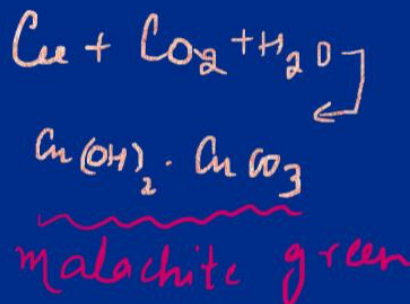 Cu + CO₂ + H₂O
Cu(OH)₂ . CuCO₃
malachite green